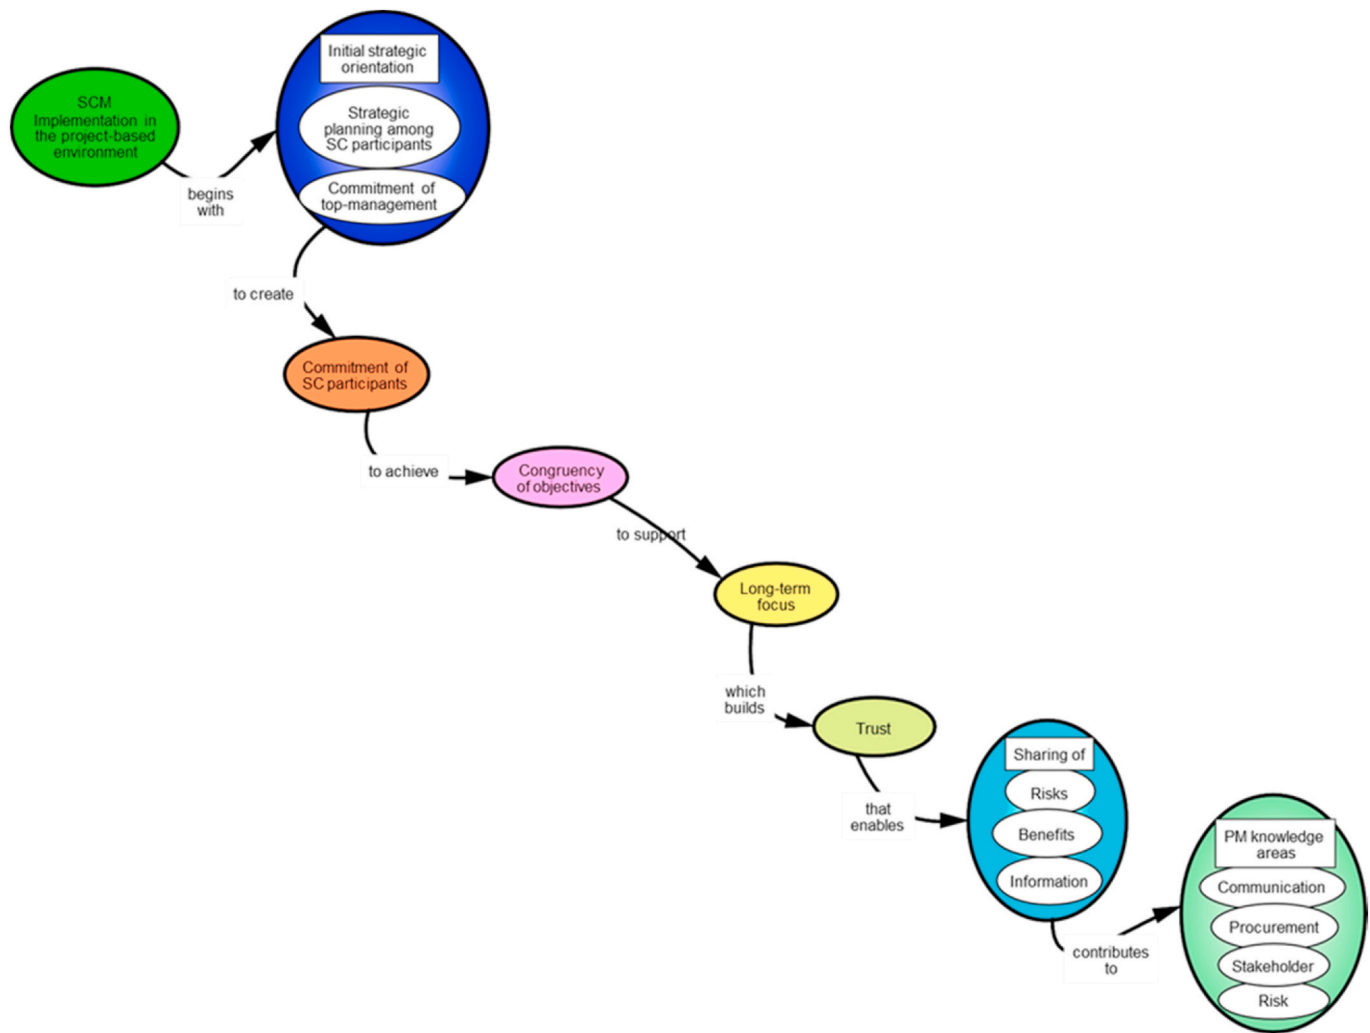 SCM
Implementation in
the project-based
environment
begins
with
Initial strategic
orientation
Strategic
planning among
SC participants
Commitment of
top-management
to create
Commitment of
SC participants
to achieve
Congruency
of objectives
to support
Long-term
focus
which
builds
Trust
that
enables
Sharing of
Risks
Benefits
Information
contributes
to
PM knowledge
areas
Communication
Procurement
Stakeholder
Risk